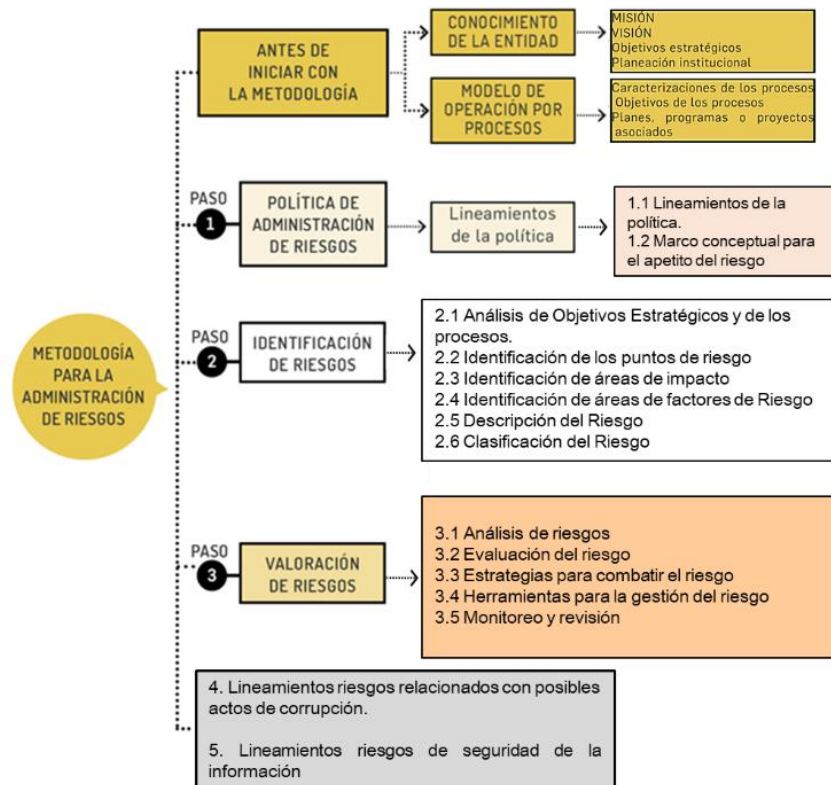 ANTES DE
INICIAR CON
LA METODOLOGÍA
CONOCIMIENTO
DE LA ENTIDAD
MISIÓN
VISIÓN
Objetivos estratégicos
Planeación institucional
MODELO DE
OPERACIÓN POR
PROCESOS
Caracterizaciones de los procesos
Objetivos de los procesos
Planes, programas o proyectos
asociados
PASO
1
POLÍTICA DE
ADMINISTRACIÓN
DE RIESGOS
Lineamientos
de la política
1.1 Lineamientos de la
política.
1.2 Marco conceptual para
el apetito del riesgo
METODOLOGÍA
PARA LA
ADMINISTRACIÓN
DE RIESGOS
PASO
2
IDENTIFICACIÓN
DE RIESGOS
2.1 Análisis de Objetivos Estratégicos y de los
procesos.
2.2 Identificación de los puntos de riesgo
2.3 Identificación de áreas de impacto
2.4 Identificación de áreas de factores de Riesgo
2.5 Descripción del Riesgo
2.6 Clasificación del Riesgo
PASO
3
VALORACIÓN
DE RIESGOS
3.1 Análisis de riesgos
3.2 Evaluación del riesgo
3.3 Estrategias para combatir el riesgo
3.4 Herramientas para la gestión del riesgo
3.5 Monitoreo y revisión
4. Lineamientos riesgos relacionados con posibles
actos de corrupción.
5. Lineamientos riesgos de seguridad de la
información